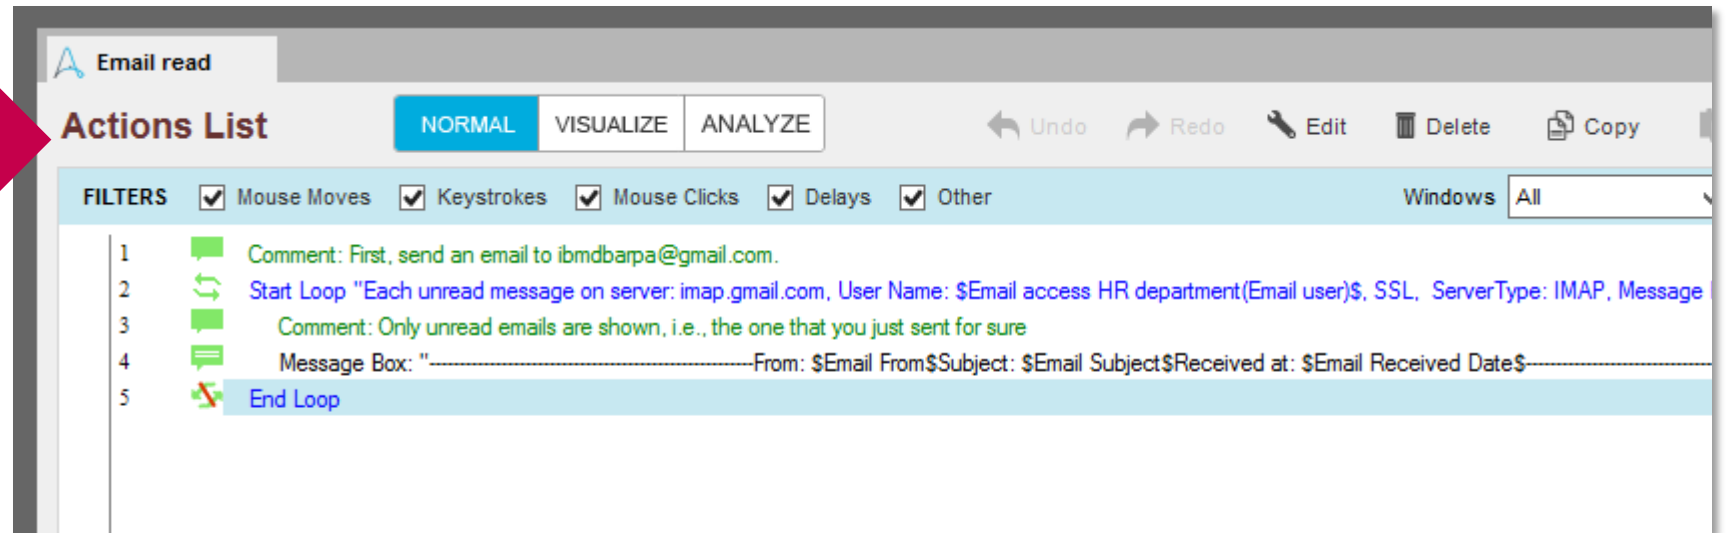 Email read
Actions List NORMAL VISUALIZE ANALYZE Undo Redo Edit Delete Copy
FILTERS Mouse Moves Keystrokes Mouse Clicks Delays Other Windows All
1 Comment: First, send an email to ibmdbarpa@gmail.com.
2 Start Loop "Each unread message on server: imap.gmail.com, User Name: $Email access HR department(Email user)$, SSL, ServerType: IMAP, Message
3 Comment: Only unread emails are shown, i.e., the one that you just sent for sure
4 Message Box: "------------------------------------------------------From: $Email From$Subject: $Email Subject$Received at: $Email Received Date$-------------------------------
5 End Loop